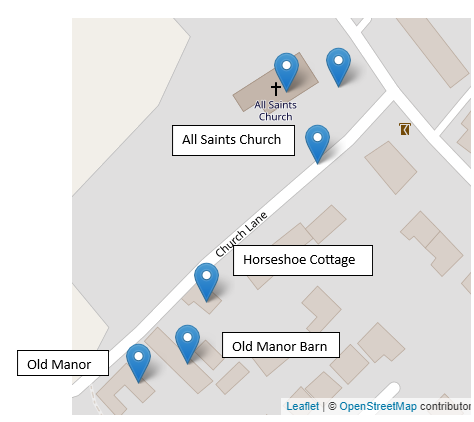 All Saints
Church
All Saints Church
Church Lane
Horseshoe Cottage
Old Manor Barn
Old Manor
Leaflet | © OpenStreetMap contributor